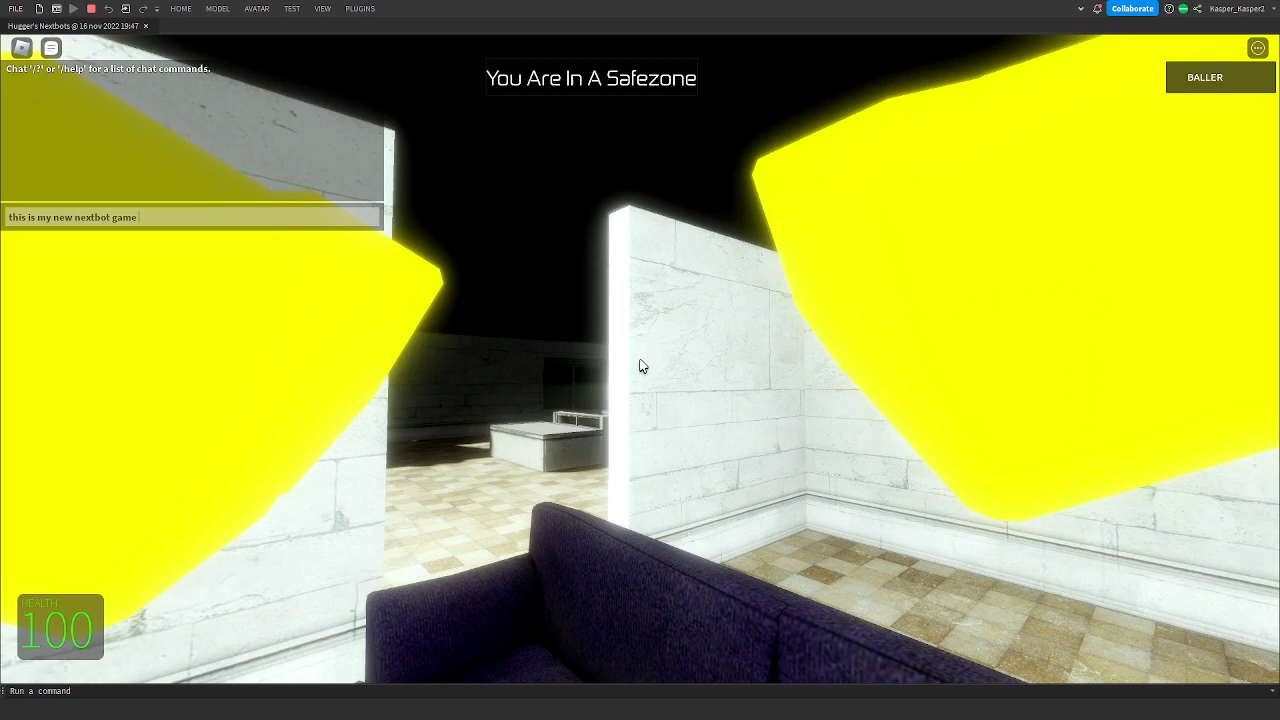 FILE HOME MODEL AVATAR TEST VIEW PLUGINS Collaborate Kasper_Kasper2
Hugger's Nextbots @ 16 nov 2022 19:47 ×
Chat '/?' or '/help' for a list of chat commands.
You Are In A Safezone
BALLER
this is my new nextbot game
HEALTH
100
Run a command